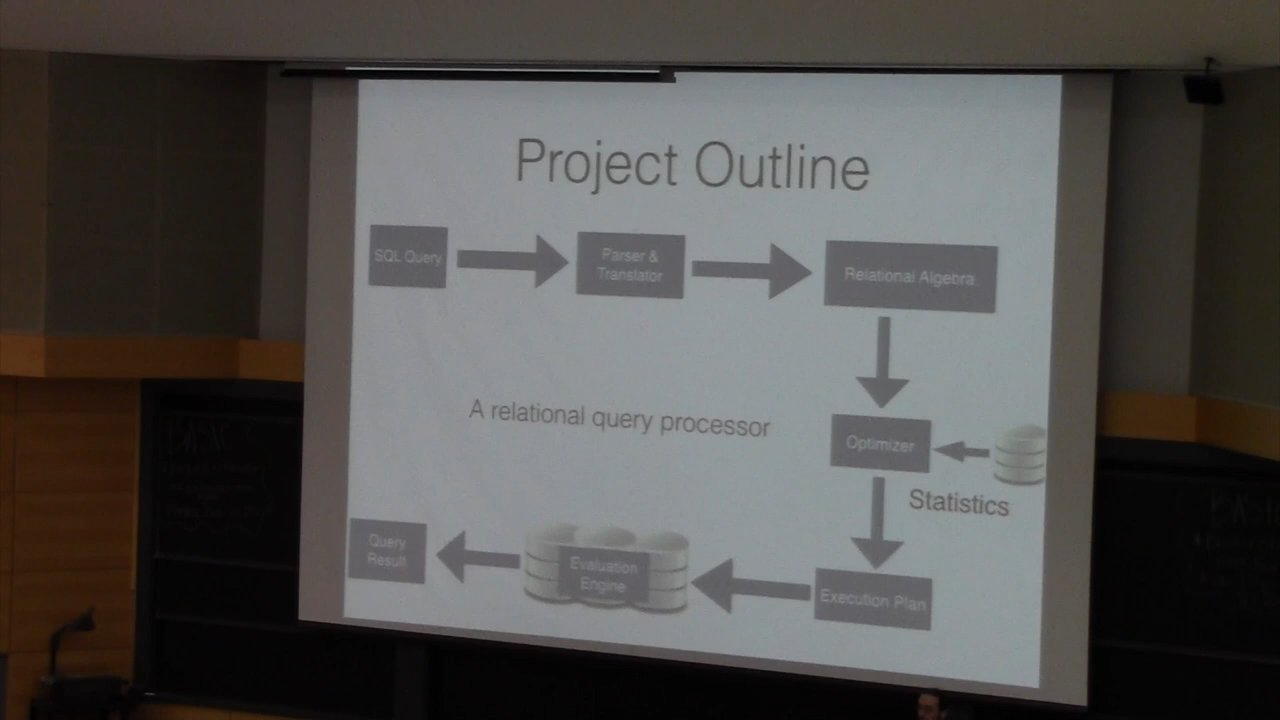 Project Outline
SQL Query
Parser &
Translator
Relational Algebra
A relational query processor
Optimizer
Statistics
Query
Result
Evaluation
Engine
Execution Plan